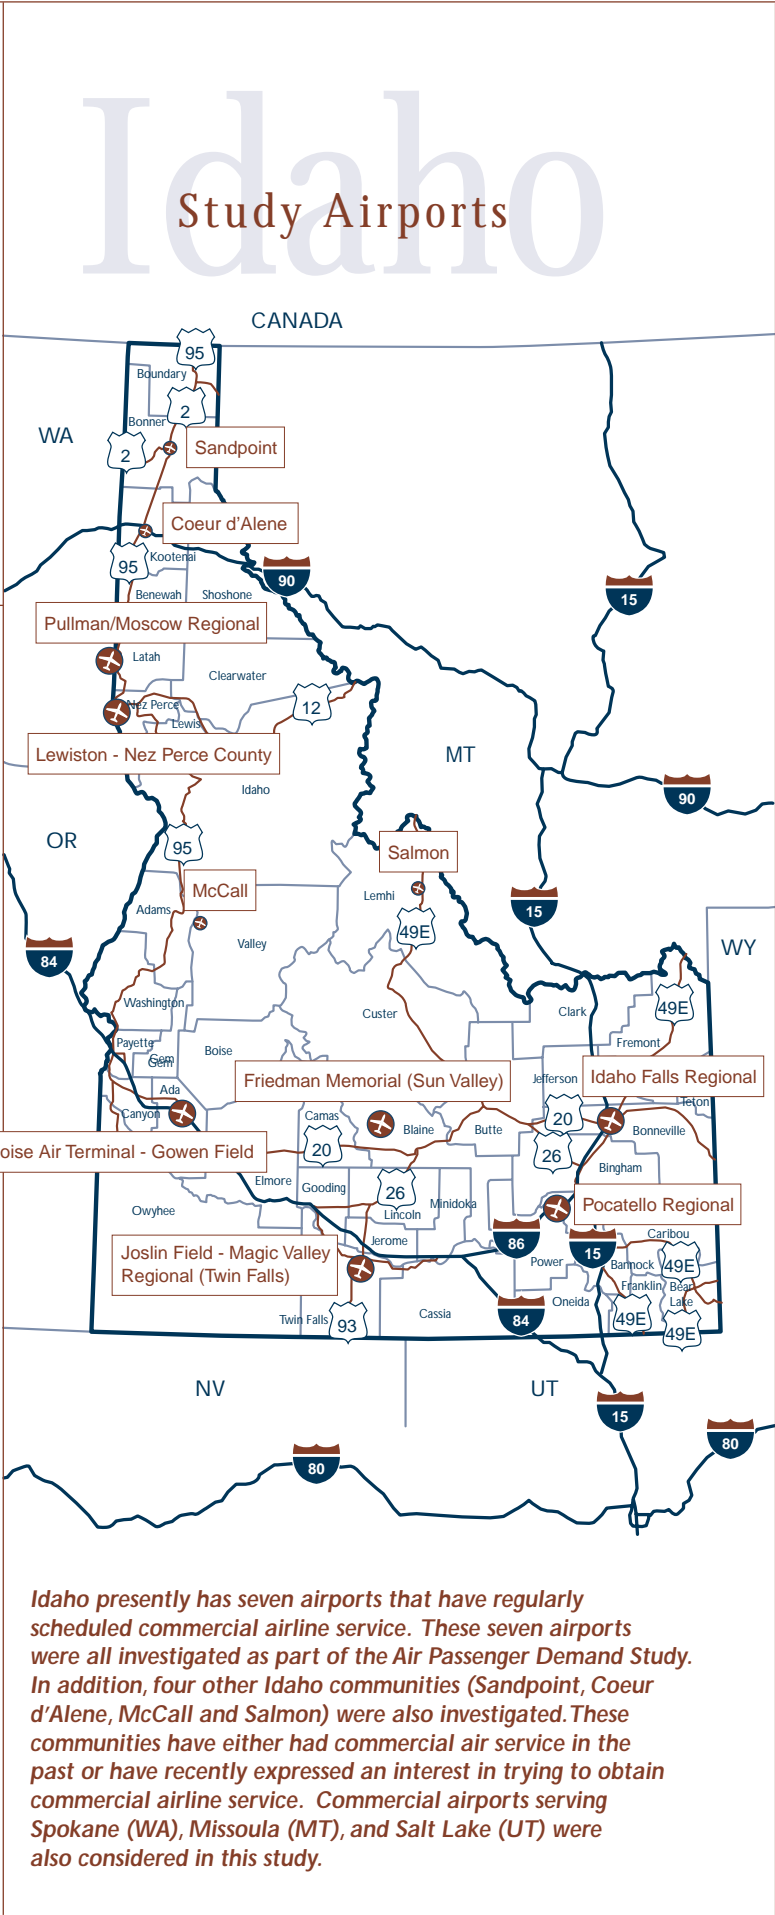 Idaho
Study Airports
CANADA
95
Boundary
2
Bonner
WA
2
Sandpoint
Coeur d'Alene
95
Kootenai
90
15
Benewah
Shoshone
Pullman/Moscow Regional
Latah
Clearwater
12
Nez Perce
Lewis
Lewiston - Nez Perce County
MT
Idaho
90
OR
95
Salmon
McCall
Lemhi
Adams
15
49E
84
Valley
WY
Washington
Custer
Clark
49E
Payette
Fremont
Gem
Gem
Boise
Friedman Memorial (Sun Valley)
Jefferson
Idaho Falls Regional
Ada
Teton
Canyon
Camas
Blaine
Butte
20
Bonneville
oise Air Terminal - Gowen Field
20
26
Bingham
Elmore
Gooding
26
Minidoka
Pocatello Regional
Owyhee
Lincoln
Jerome
86
15
Caribou
Joslin Field - Magic Valley
Regional (Twin Falls)
Power
Bannock
49E
Franklin
Bear
Lake
Oneida
Twin Falls
93
Cassia
84
49E
49E
NV
UT
15
80
80
Idaho presently has seven airports that have regularly
scheduled commercial airline service. These seven airports
were all investigated as part of the Air Passenger Demand Study.
In addition, four other Idaho communities (Sandpoint, Coeur
d'Alene, McCall and Salmon) were also investigated. These
communities have either had commercial air service in the
past or have recently expressed an interest in trying to obtain
commercial airline service. Commercial airports serving
Spokane (WA), Missoula (MT), and Salt Lake (UT) were
also considered in this study.